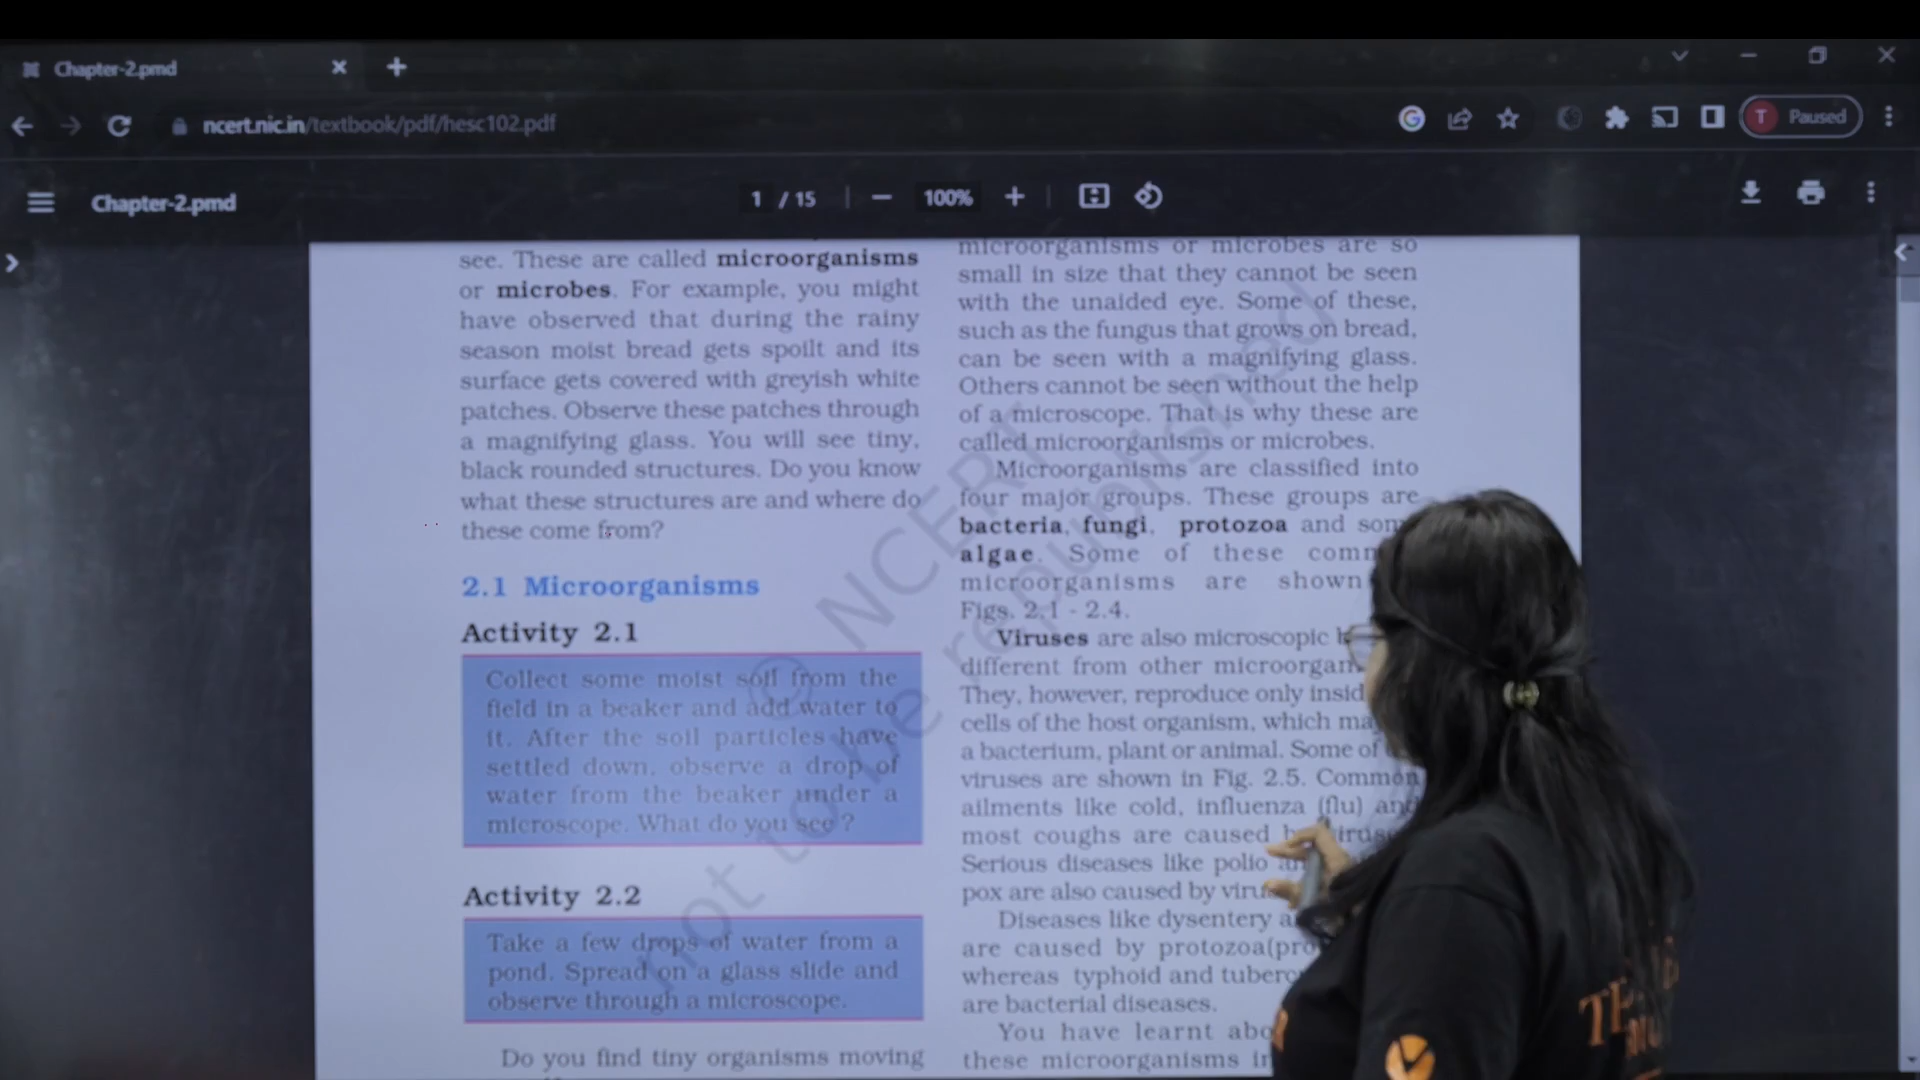 Chapter-2.pmd
ncert.nic.in/textbook/pdf/hesc102.pdf
T Paused
Chapter-2.pmd
1 / 15
100%
see. These are called microorganisms
or microbes. For example, you might
have observed that during the rainy
season moist bread gets spoilt and its
surface gets covered with greyish white
patches. Observe these patches through
a magnifying glass. You will see tiny,
black rounded structures. Do you know
what these structures are and where do
these come from?
2.1 Microorganisms
Activity 2.1
Collect some moist soil from the
field in a beaker and add water to
it. After the soil particles have
settled down, observe a drop of
water from the beaker under a
microscope. What do you see ?
Activity 2.2
Take a few drops of water from a
pond. Spread on a glass slide and
observe through a microscope.
Do you find tiny organisms moving
microorganisms or microbes are so
small in size that they cannot be seen
with the unaided eye. Some of these,
such as the fungus that grows on bread,
can be seen with a magnifying glass.
Others cannot be seen without the help
of a microscope. That is why these are
called microorganisms or microbes.
Microorganisms are classified into
four major groups. These groups are
bacteria, fungi, protozoa and
algae. Some of these
microorganisms are shown
Figs. 2.1 - 2.4.
Viruses are also microscopic
different from other
They, however, reproduce only
cells of the host organism, which
a bacterium, plant or animal. Some of
viruses are shown in Fig. 2.5. Common
ailments like cold, influenza (flu) and
most coughs are caused
Serious diseases like polio
pox are also caused by
Diseases like dysentery
are caused by
whereas typhoid and
are bacterial diseases.
You have learnt
these microorganisms
© NCERT
not to be republished